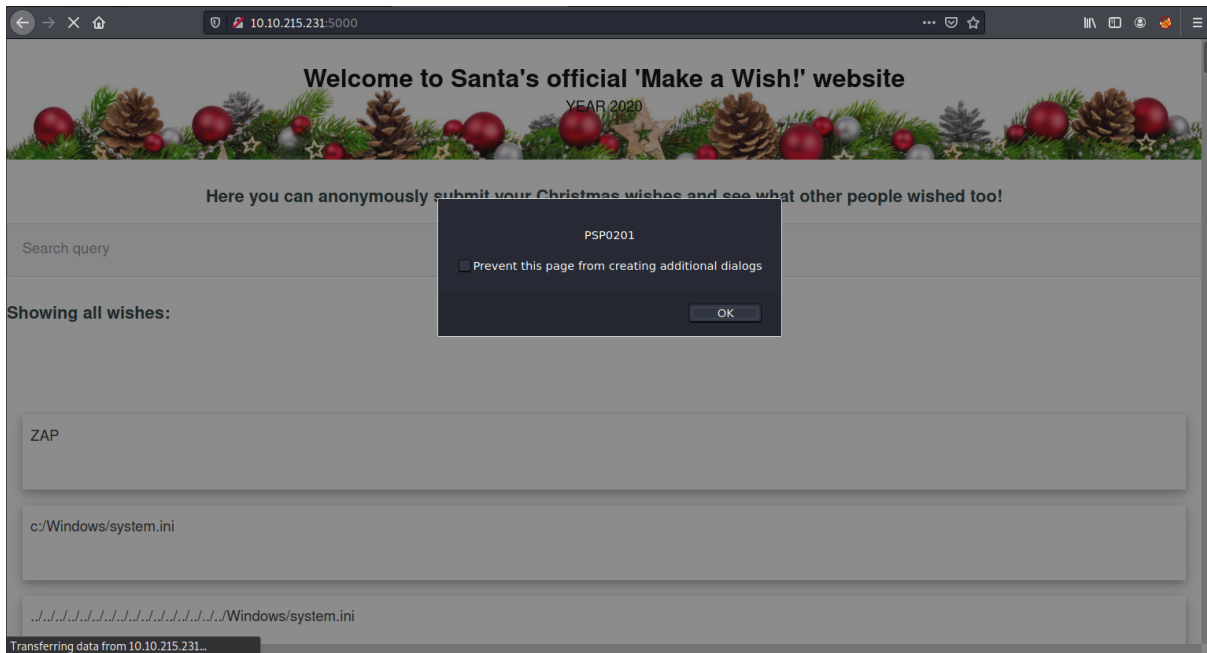 10.10.215.231:5000
Welcome to Santa's official 'Make a Wish!' website
YEAR 2020
Here you can anonymously submit your Christmas wishes and see what other people wished too!
Search query
PSP0201
Prevent this page from creating additional dialogs
OK
Showing all wishes:
ZAP
c:/Windows/system.ini
../../../../../../../../../../../../../../../../Windows/system.ini
Transferring data from 10.10.215.231...